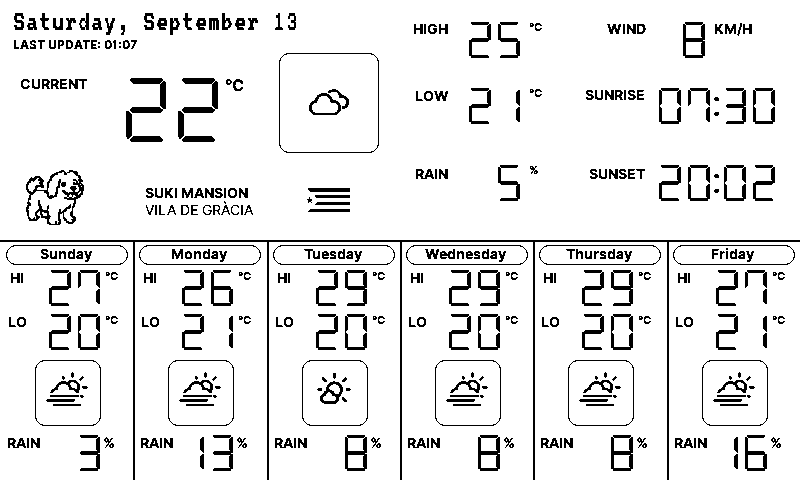 Saturday, September 13
LAST UPDATE: 01:07
CURRENT 22 °C
SUKI MANSION
VILA DE GRÀCIA
HIGH 25 °C
LOW 21 °C
RAIN 5 %
WIND 8 KM/H
SUNRISE 07:30
SUNSET 20:02
Sunday
HI 27 °C
LO 20 °C
RAIN 3 %
Monday
HI 26 °C
LO 21 °C
RAIN 13 %
Tuesday
HI 29 °C
LO 20 °C
RAIN 8 %
Wednesday
HI 29 °C
LO 20 °C
RAIN 8 %
Thursday
HI 29 °C
LO 20 °C
RAIN 8 %
Friday
HI 27 °C
LO 21 °C
RAIN 16 %